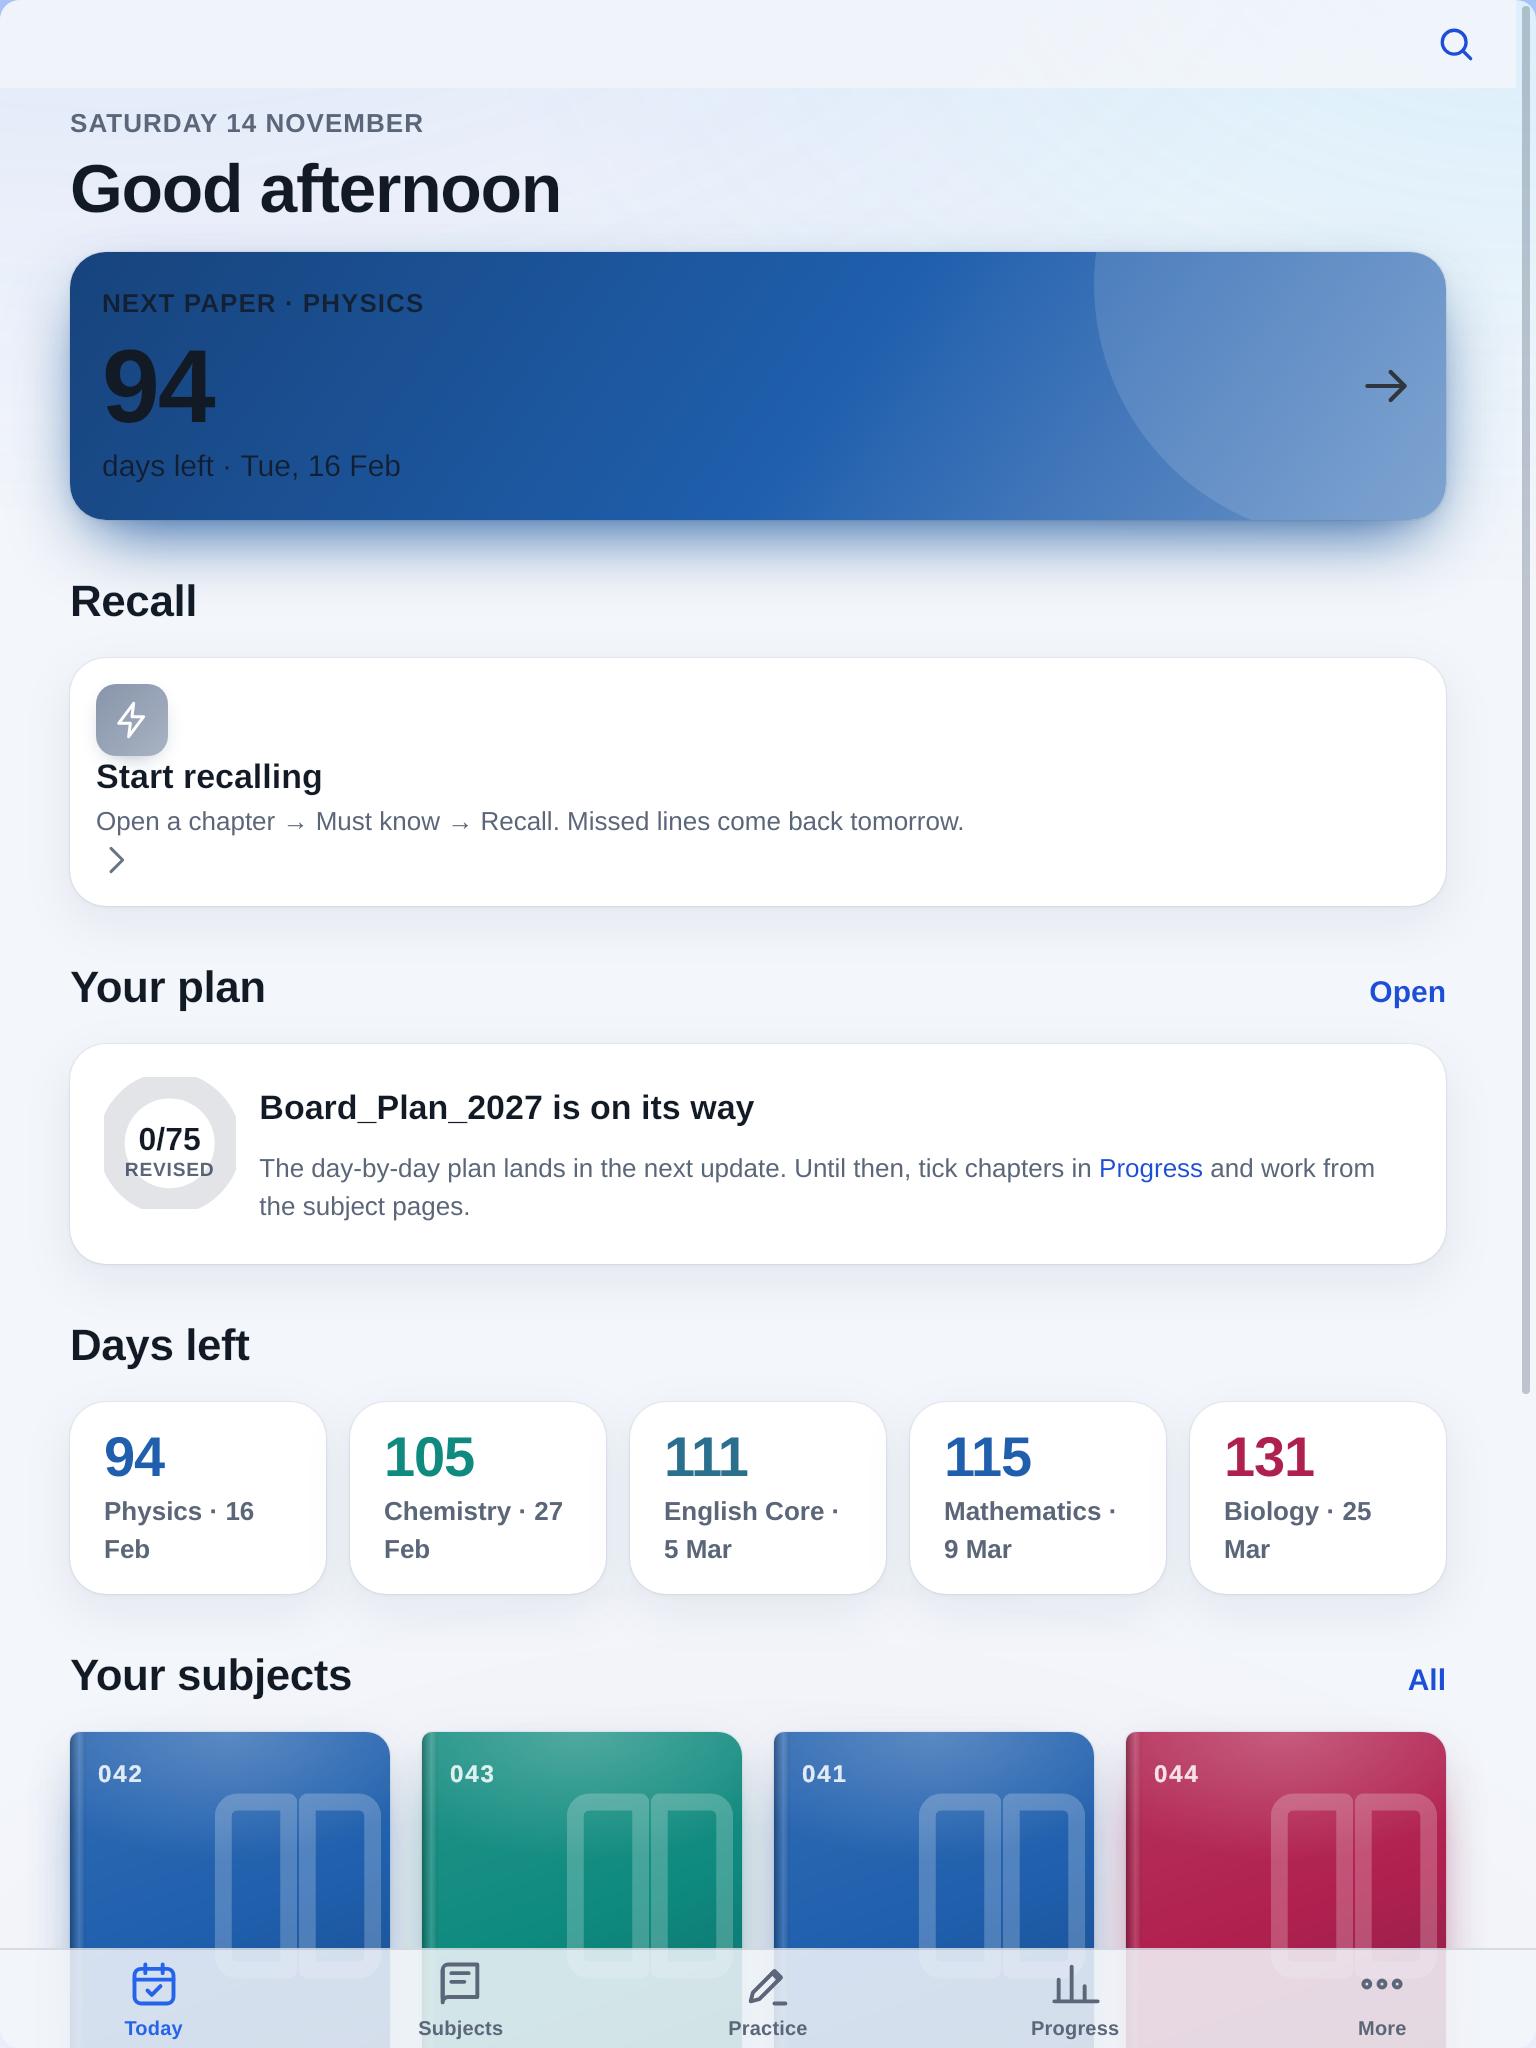 SATURDAY 14 NOVEMBER
Good afternoon
NEXT PAPER · PHYSICS
94
days left · Tue, 16 Feb
Recall
Start recalling
Open a chapter → Must know → Recall. Missed lines come back tomorrow.
Your plan
Open
0/75
REVISED
Board_Plan_2027 is on its way
The day-by-day plan lands in the next update. Until then, tick chapters in Progress and work from
the subject pages.
Days left
94
Physics · 16
Feb
105
Chemistry · 27
Feb
111
English Core ·
5 Mar
115
Mathematics ·
9 Mar
131
Biology · 25
Mar
Your subjects
All
042
043
041
044
Today
Subjects
Practice
Progress
More